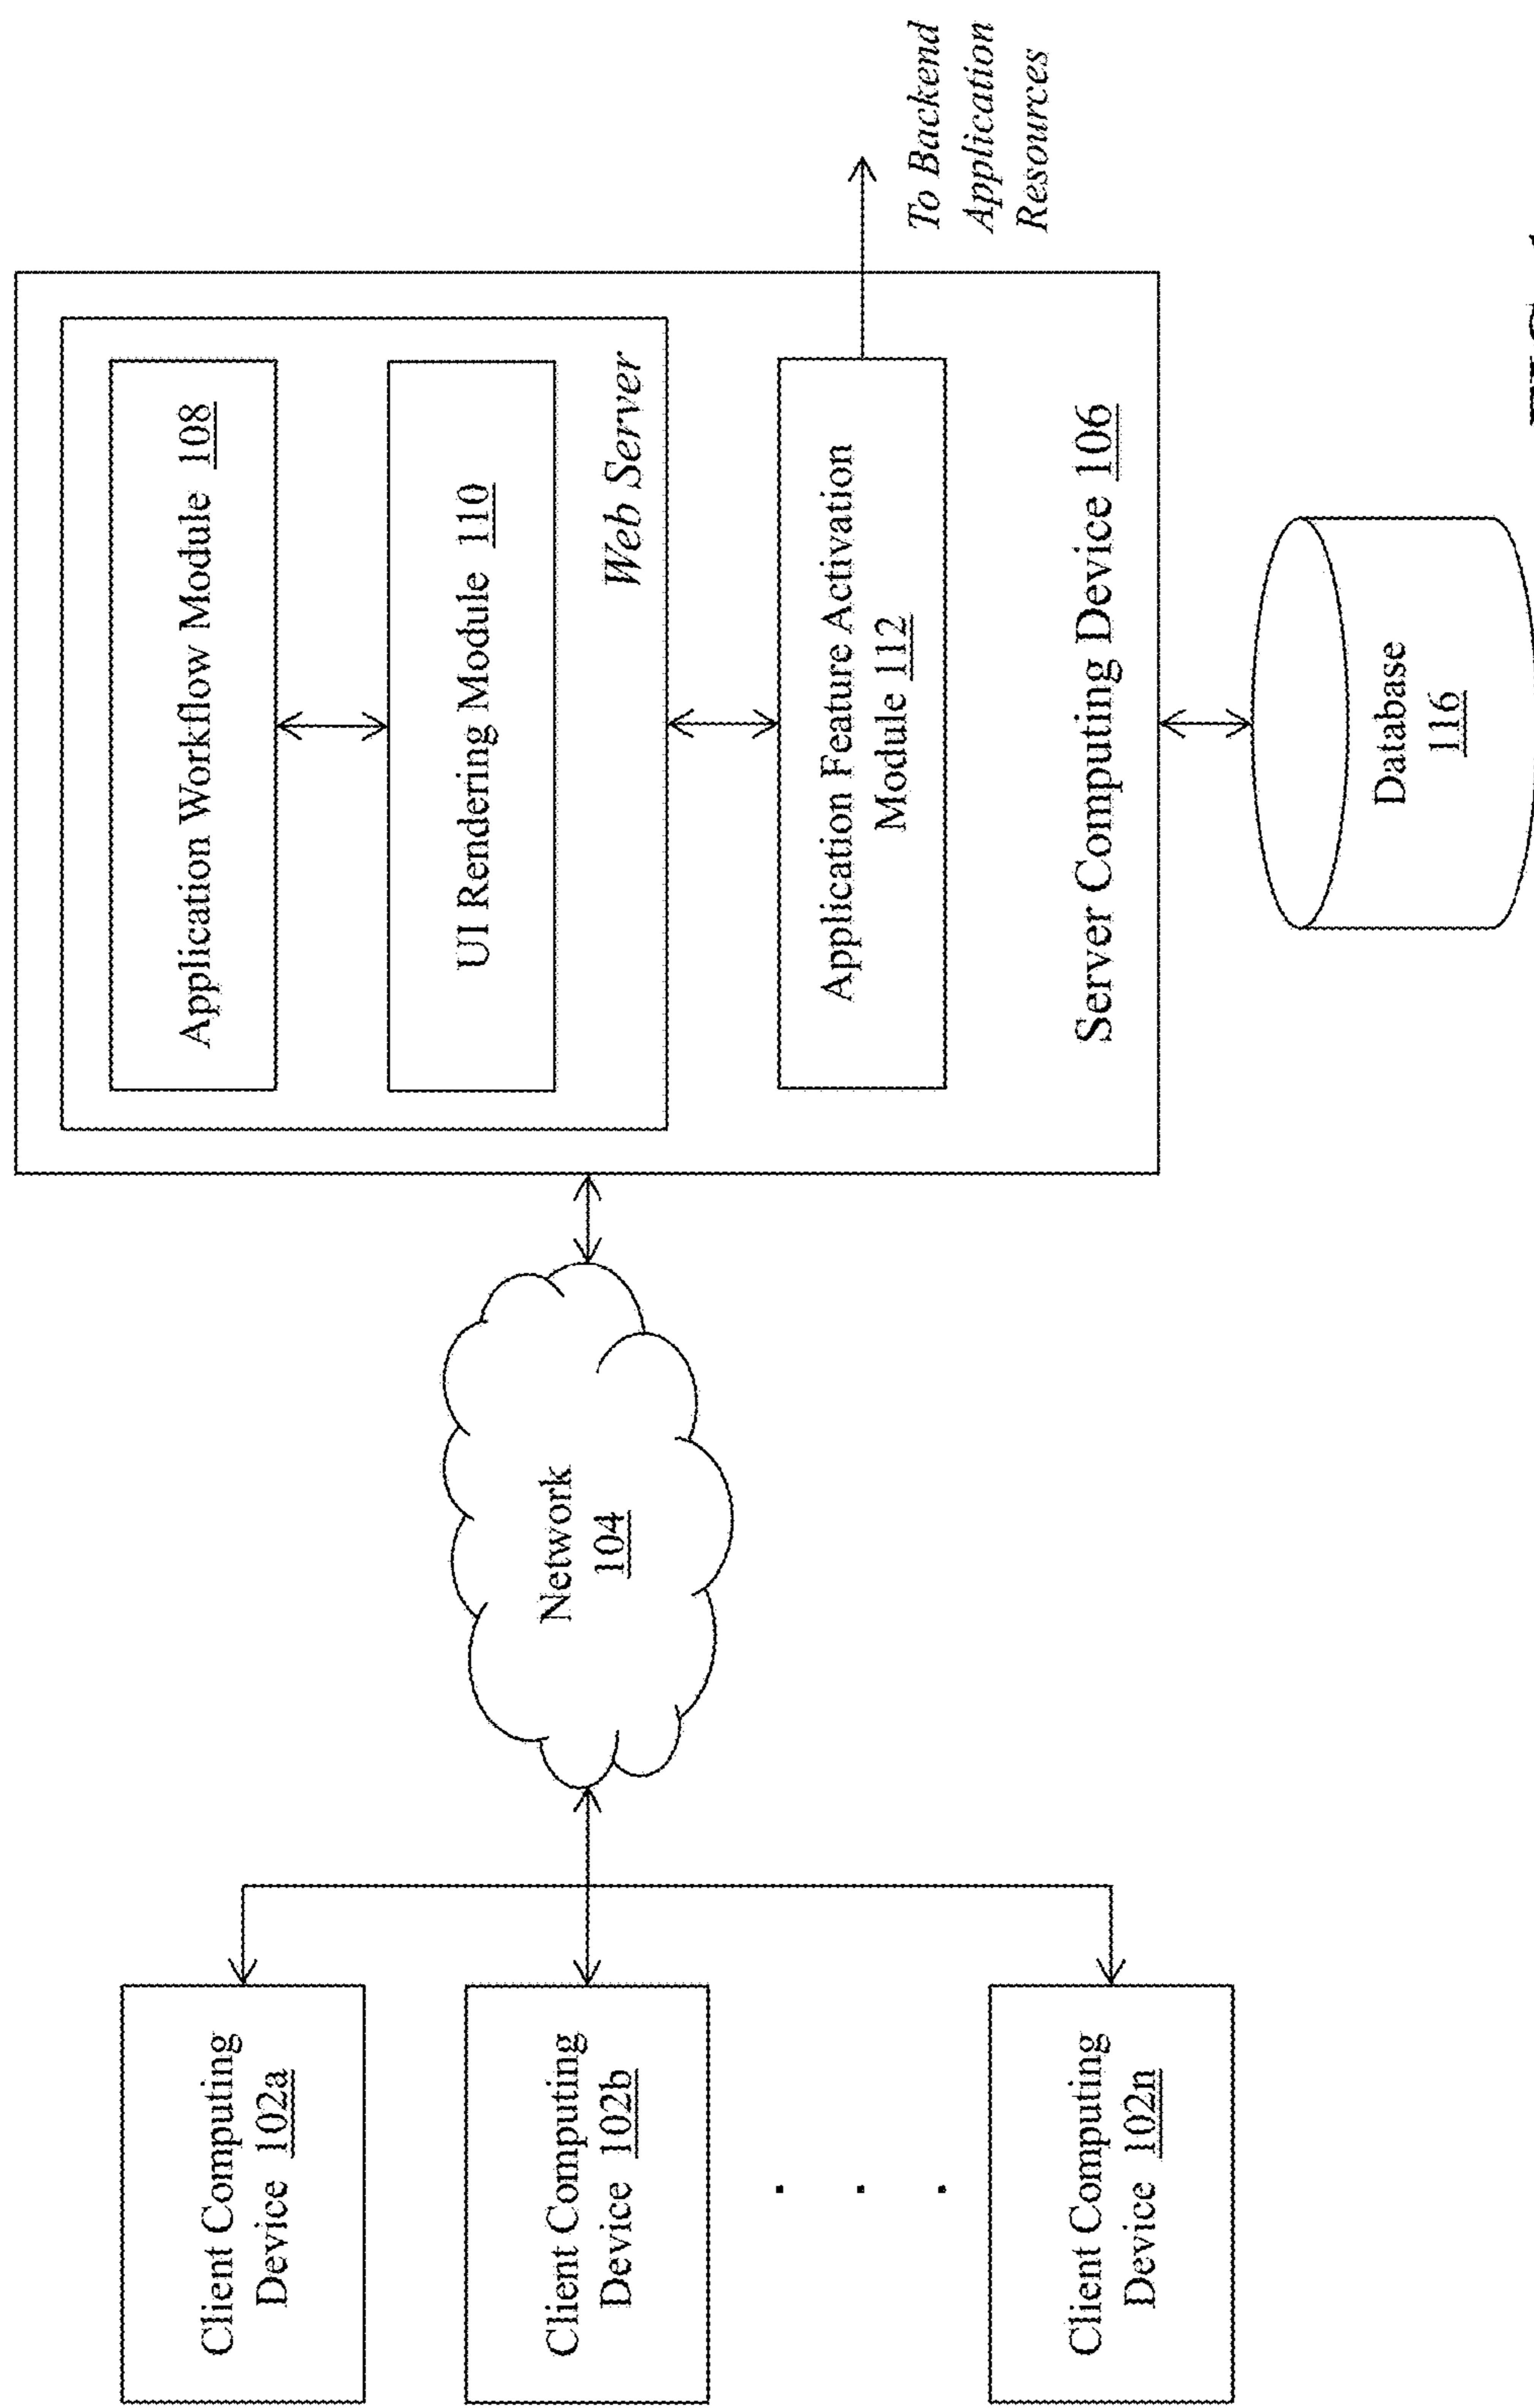 Client Computing
Device 102a
Client Computing
Device 102b
. . .
Client Computing
Device 102n
Network
104
Application Workflow Module 108
UI Rendering Module 110
Web Server
Application Feature Activation
Module 112
Server Computing Device 106
To Backend
Application
Resources
Database
116